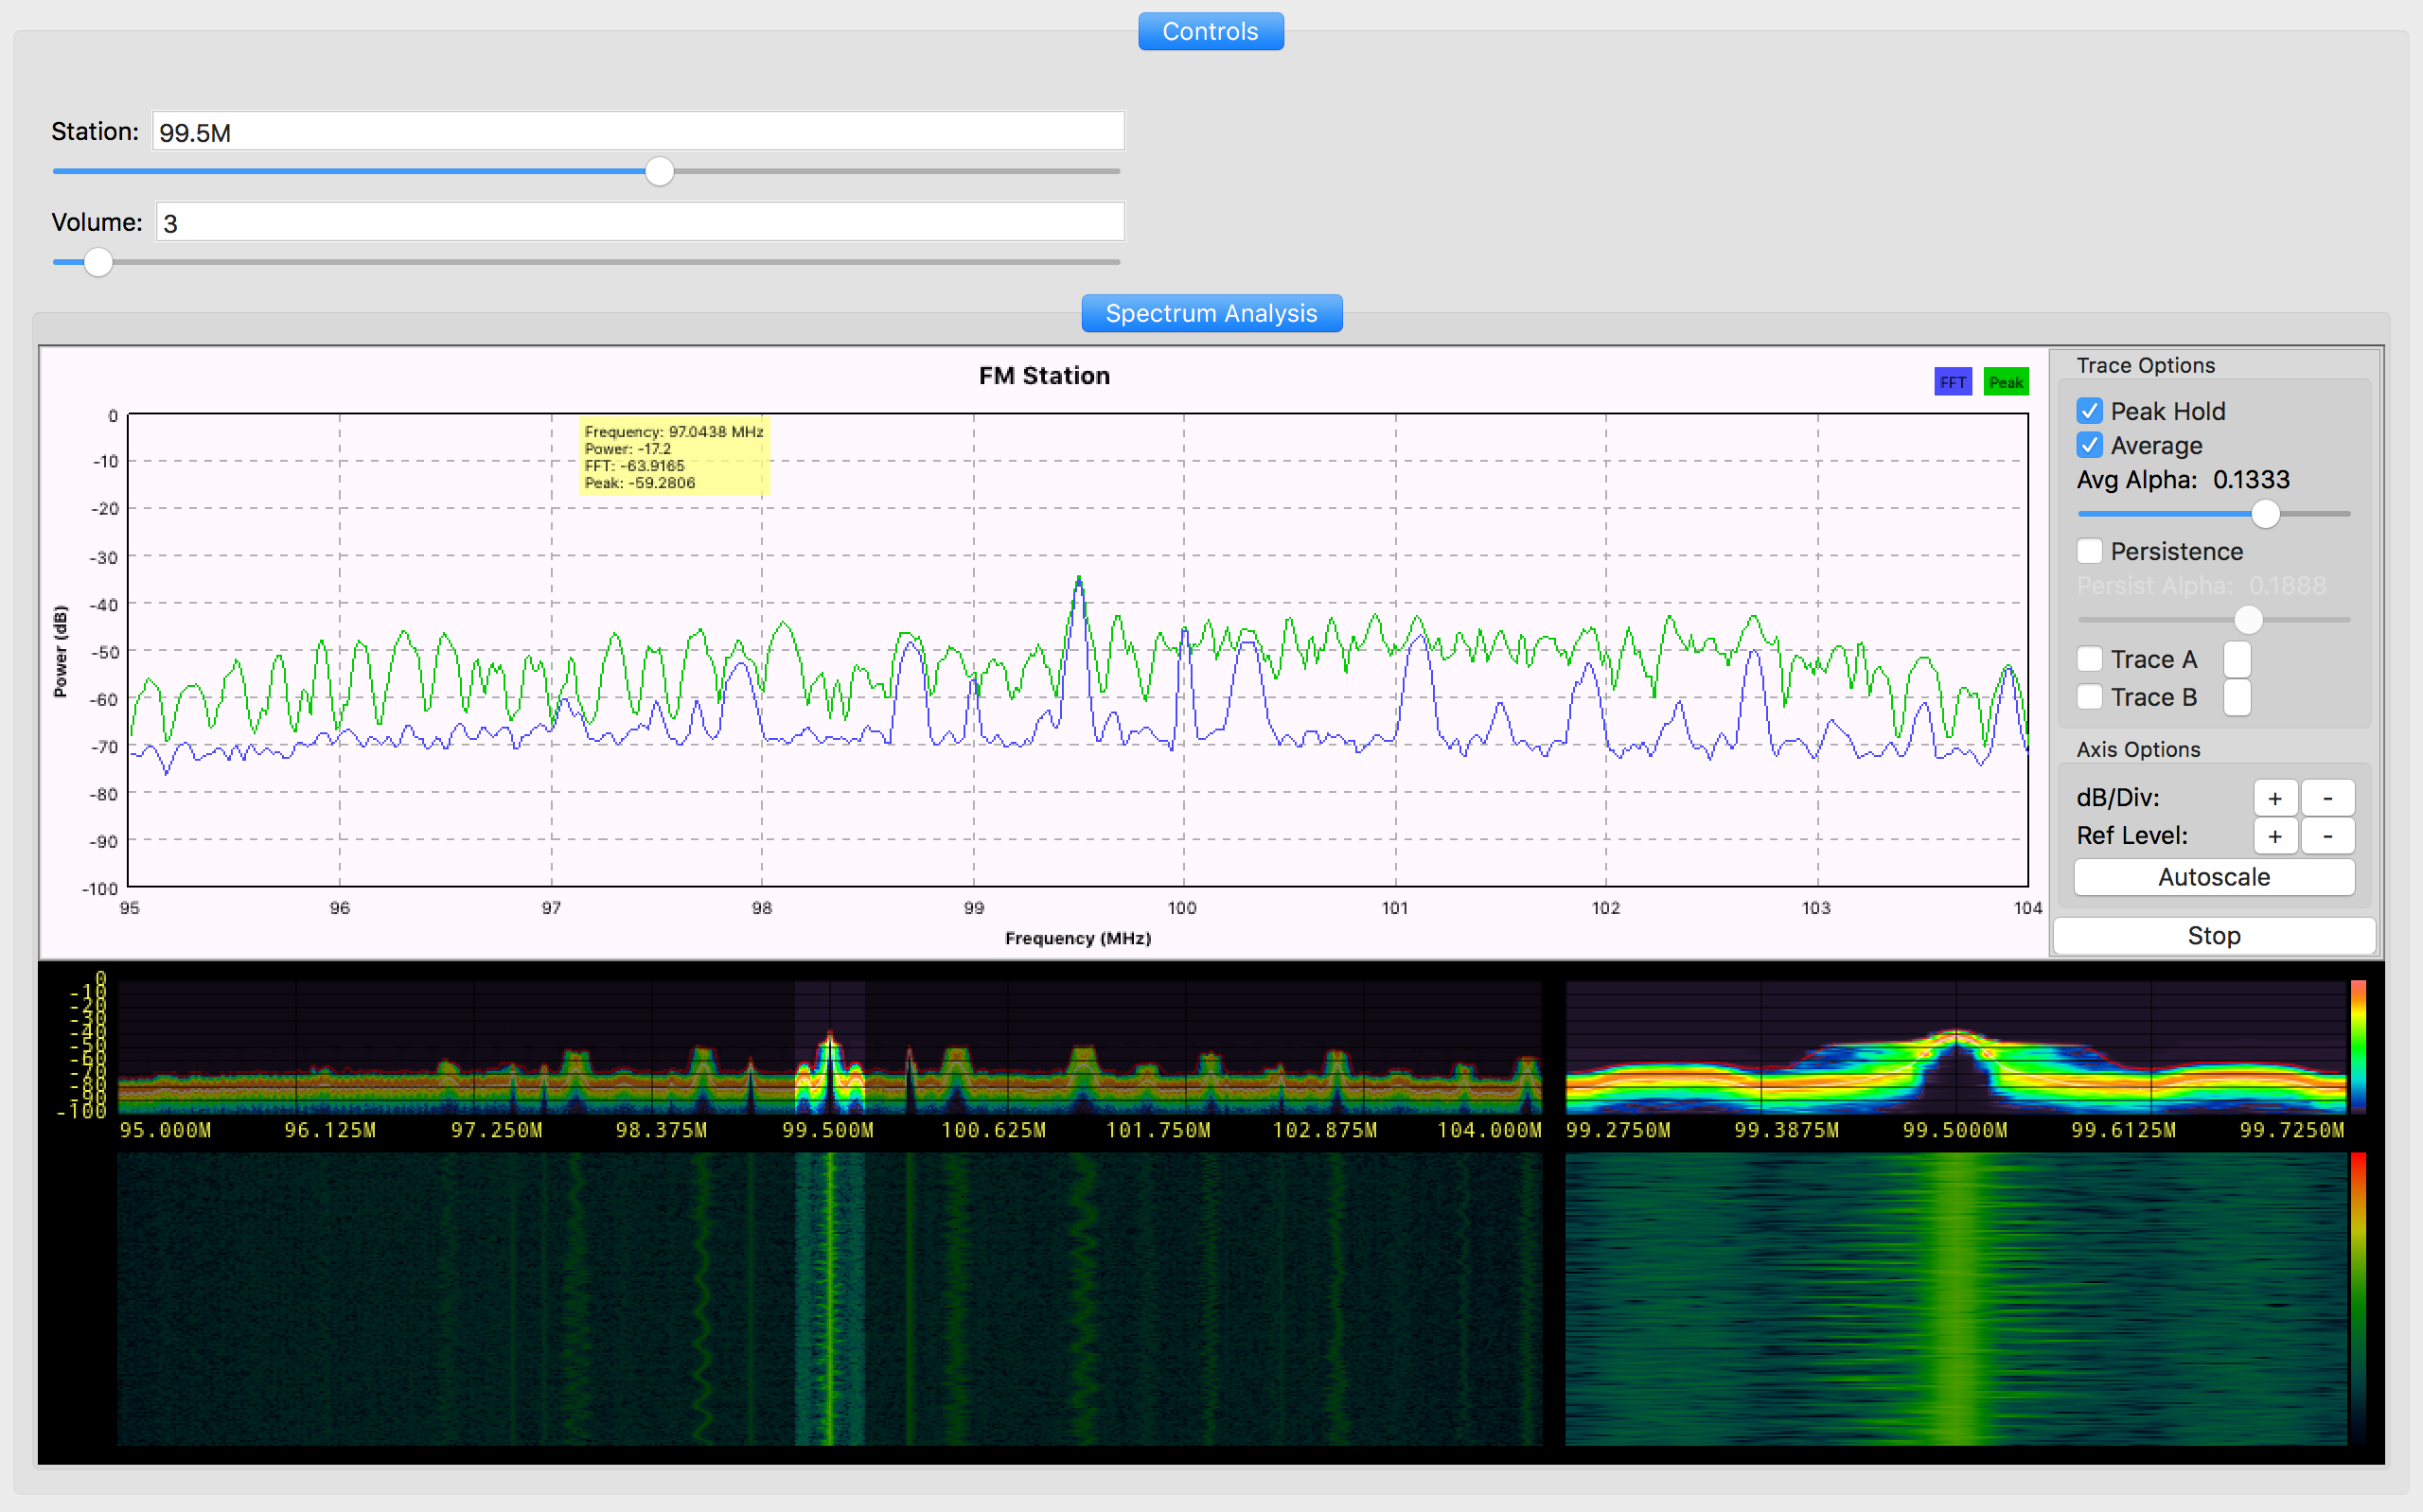 Controls
Station: 99.5M
Volume: 3
Spectrum Analysis
FM Station
FFT Peak
Frequency: 97.0438 MHz
Power: -17.2
FFT: -63.9165
Peak: -59.2806
Power (dB)
0
-10
-20
-30
-40
-50
-60
-70
-80
-90
-100
95 96 97 98 99 100 101 102 103 104
Frequency (MHz)
Trace Options
Peak Hold
Average
Avg Alpha: 0.1333
Persistence
Persist Alpha: 0.1888
Trace A
Trace B
Axis Options
dB/Div: + -
Ref Level: + -
Autoscale
Stop
0
-10
-20
-30
-40
-50
-60
-70
-80
-90
-100
95.000M 96.125M 97.250M 98.375M 99.500M 100.625M 101.750M 102.875M 104.000M
99.2750M 99.3875M 99.5000M 99.6125M 99.7250M